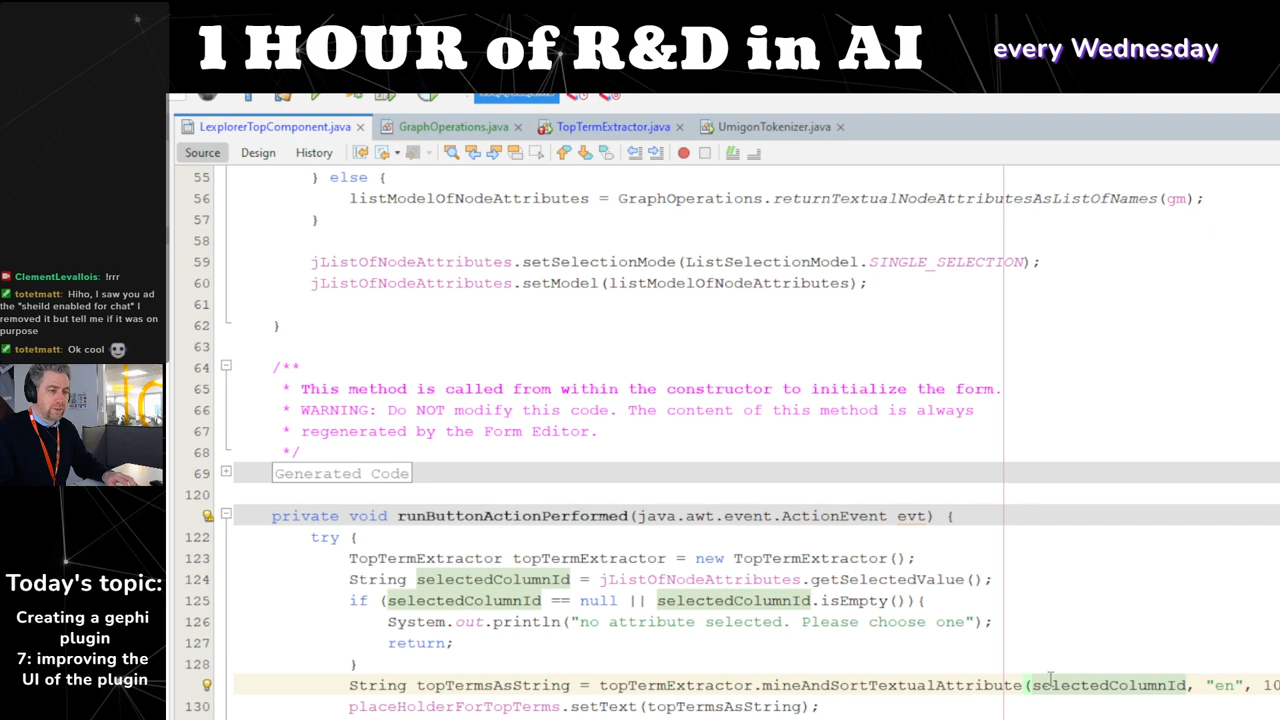 1 HOUR of R&D in AI
every Wednesday
LexplorerTopComponent.java
GraphOperations.java
TopTermExtractor.java
UmigonTokenizer.java
Source
Design
History
55 } else {
56 listModelOfNodeAttributes = GraphOperations.returnTextualNodeAttributesAsListOfNames(gm);
57 }
58
59 jListOfNodeAttributes.setSelectionMode(ListSelectionModel.SINGLE_SELECTION);
60 jListOfNodeAttributes.setModel(listModelOfNodeAttributes);
61
62 }
63
64 /**
65 * This method is called from within the constructor to initialize the form.
66 * WARNING: Do NOT modify this code. The content of this method is always
67 * regenerated by the Form Editor.
68 */
69 Generated Code
120
private void runButtonActionPerformed(java.awt.event.ActionEvent evt) {
122 try {
123 TopTermExtractor topTermExtractor = new TopTermExtractor();
124 String selectedColumnId = jListOfNodeAttributes.getSelectedValue();
125 if (selectedColumnId == null || selectedColumnId.isEmpty()){
126 System.out.println("no attribute selected. Please choose one");
127 return;
128 }
String topTermsAsString = topTermExtractor.mineAndSortTextualAttribute(selectedColumnId, "en", 10
130 placeHolderForTopTerms.setText(topTermsAsString);
ClementLevallois: !rrr
totetmatt: Hiho, I saw you ad
the "sheild enabled for chat" I
removed it but tell me if it was on
purpose
totetmatt: Ok cool
Today's topic:
Creating a gephi
plugin
7: improving the
UI of the plugin